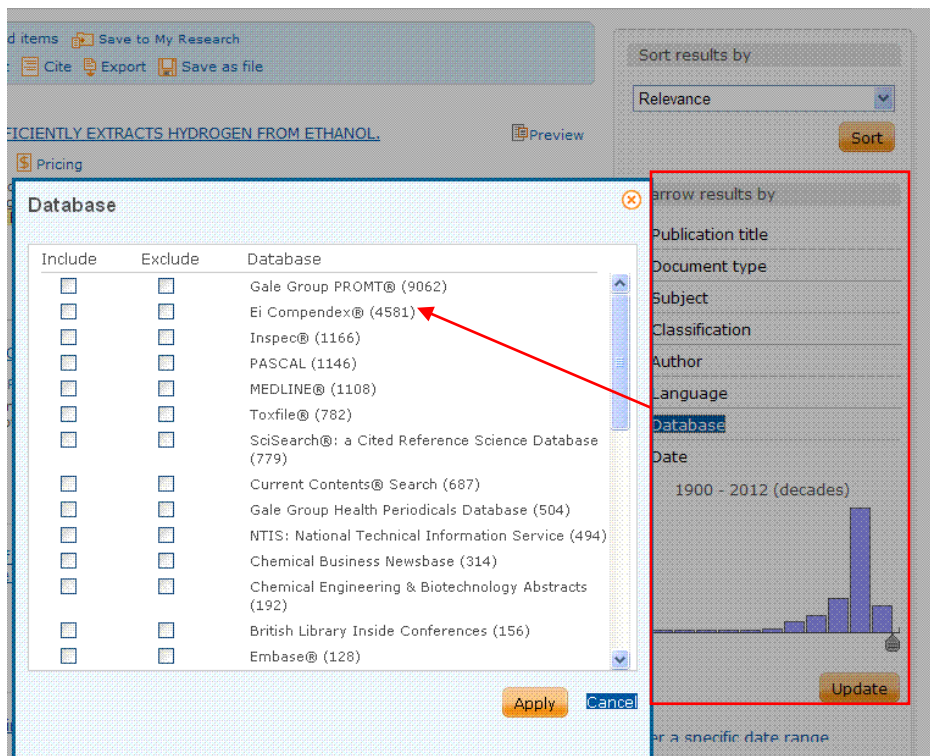 d items Save to My Research
Cite Export Save as file
FICIENTLY EXTRACTS HYDROGEN FROM ETHANOL.
Preview
Pricing
Database
Include Exclude Database
Gale Group PROMT® (9062)
Ei Compendex® (4581)
Inspec® (1166)
PASCAL (1146)
MEDLINE® (1108)
Toxfile® (782)
SciSearch®: a Cited Reference Science Database
(779)
Current Contents® Search (687)
Gale Group Health Periodicals Database (504)
NTIS: National Technical Information Service (494)
Chemical Business Newsbase (314)
Chemical Engineering & Biotechnology Abstracts
(192)
British Library Inside Conferences (156)
Embase® (128)
Apply Cancel
Sort results by
Relevance
Sort
arrow results by
Publication title
Document type
Subject
Classification
Author
Language
Database
Date
1900 - 2012 (decades)
Update
er a specific date range